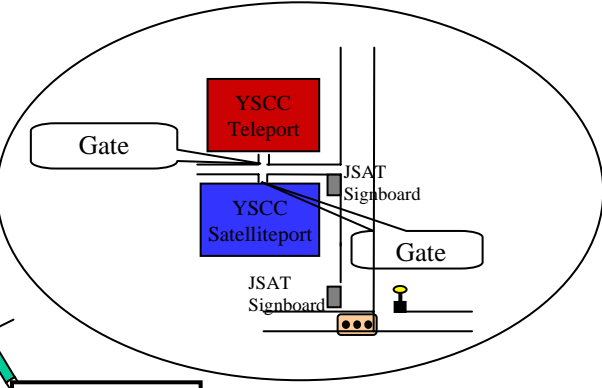 YSCC
Teleport
Gate
JSAT
Signboard
YSCC
Satelliteport
Gate
JSAT
Signboard